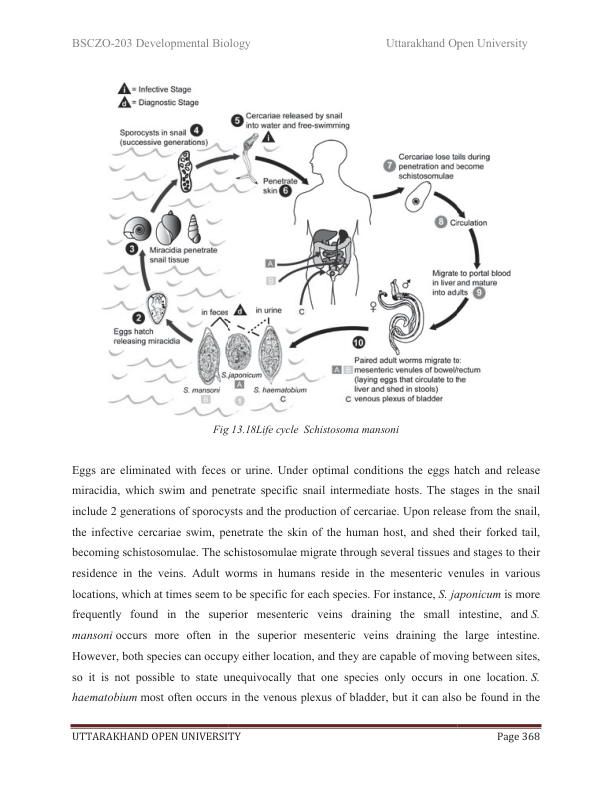 BSCZO-203 Developmental Biology Uttarakhand Open University
i = Infective Stage
d = Diagnostic Stage
Sporocysts in snail 4
(successive generations)
5 Cercariae released by snail
into water and free-swimming
i
Penetrate
skin 6
7 Cercariae lose tails during
penetration and become
schistosomulae
8 Circulation
3 Miracidia penetrate
snail tissue
A
B
C
Migrate to portal blood
in liver and mature
into adults 9
♀ ♂
2
Eggs hatch
releasing miracidia
in feces d in urine
S. mansoni
B
S.japonicum
A
1
S. haematobium
C
10
Paired adult worms migrate to:
A B mesenteric venules of bowel/rectum
(laying eggs that circulate to the
liver and shed in stools)
C venous plexus of bladder
Fig 13.18Life cycle Schistosoma mansoni
Eggs are eliminated with feces or urine. Under optimal conditions the eggs hatch and release
miracidia, which swim and penetrate specific snail intermediate hosts. The stages in the snail
include 2 generations of sporocysts and the production of cercariae. Upon release from the snail,
the infective cercariae swim, penetrate the skin of the human host, and shed their forked tail,
becoming schistosomulae. The schistosomulae migrate through several tissues and stages to their
residence in the veins. Adult worms in humans reside in the mesenteric venules in various
locations, which at times seem to be specific for each species. For instance, S. japonicum is more
frequently found in the superior mesenteric veins draining the small intestine, and S.
mansoni occurs more often in the superior mesenteric veins draining the large intestine.
However, both species can occupy either location, and they are capable of moving between sites,
so it is not possible to state unequivocally that one species only occurs in one location. S.
haematobium most often occurs in the venous plexus of bladder, but it can also be found in the
UTTARAKHAND OPEN UNIVERSITY Page 368